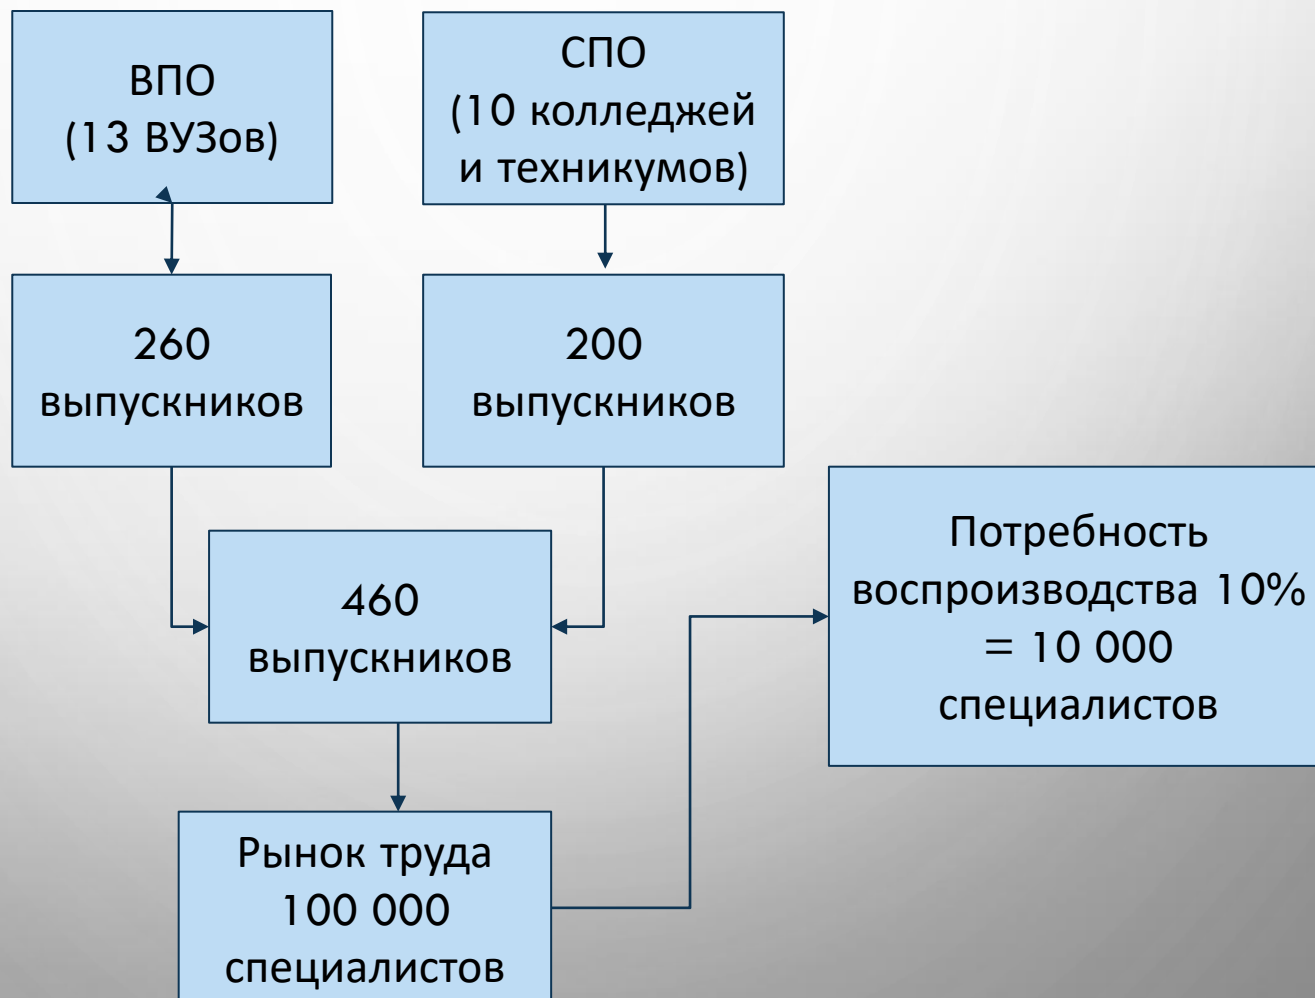 ВПО
(13 ВУЗов)
СПО
(10 колледжей
и техникумов)
260
выпускников
200
выпускников
460
выпускников
Потребность
воспроизводства 10%
= 10 000
специалистов
Рынок труда
100 000
специалистов